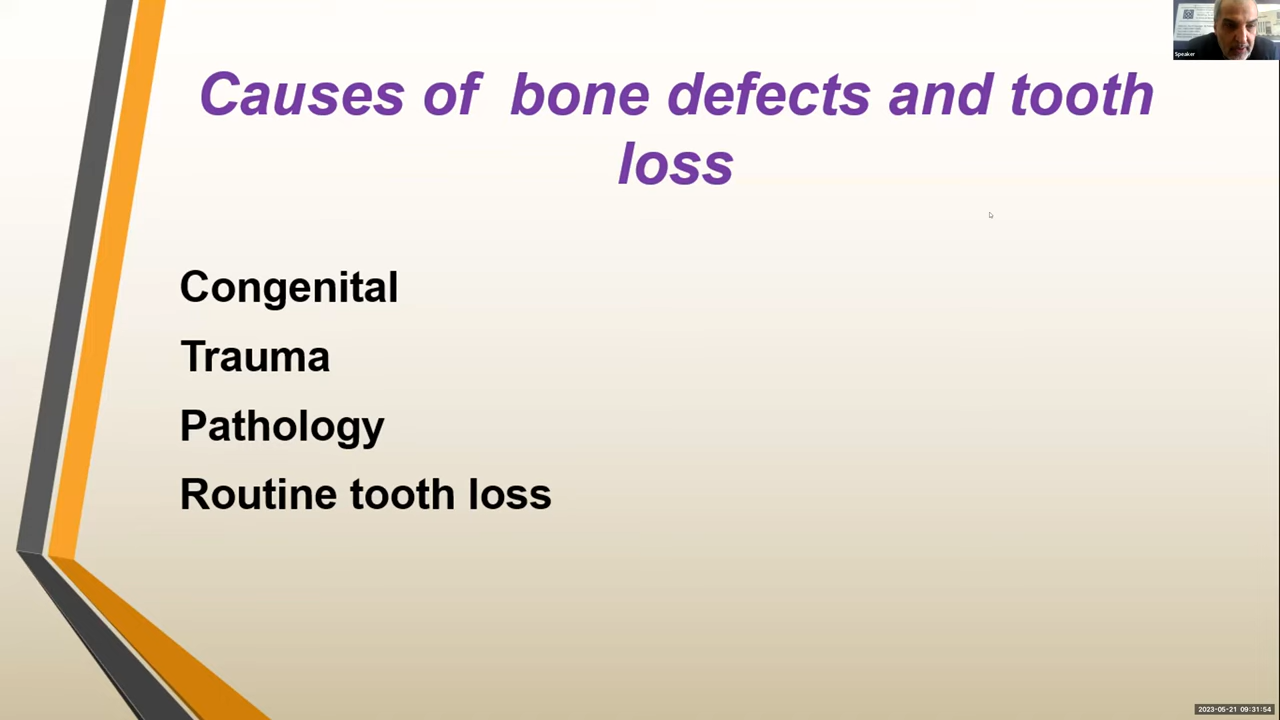 Causes of  bone defects and tooth
loss
Congenital
Trauma
Pathology
Routine tooth loss
Speaker
2023-05-21 09:31:54